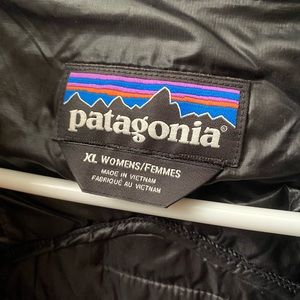 patagonia®
XL WOMENS/FEMMES
MADE IN VIETNAM
FABRIQUÉ AU VIETNAM